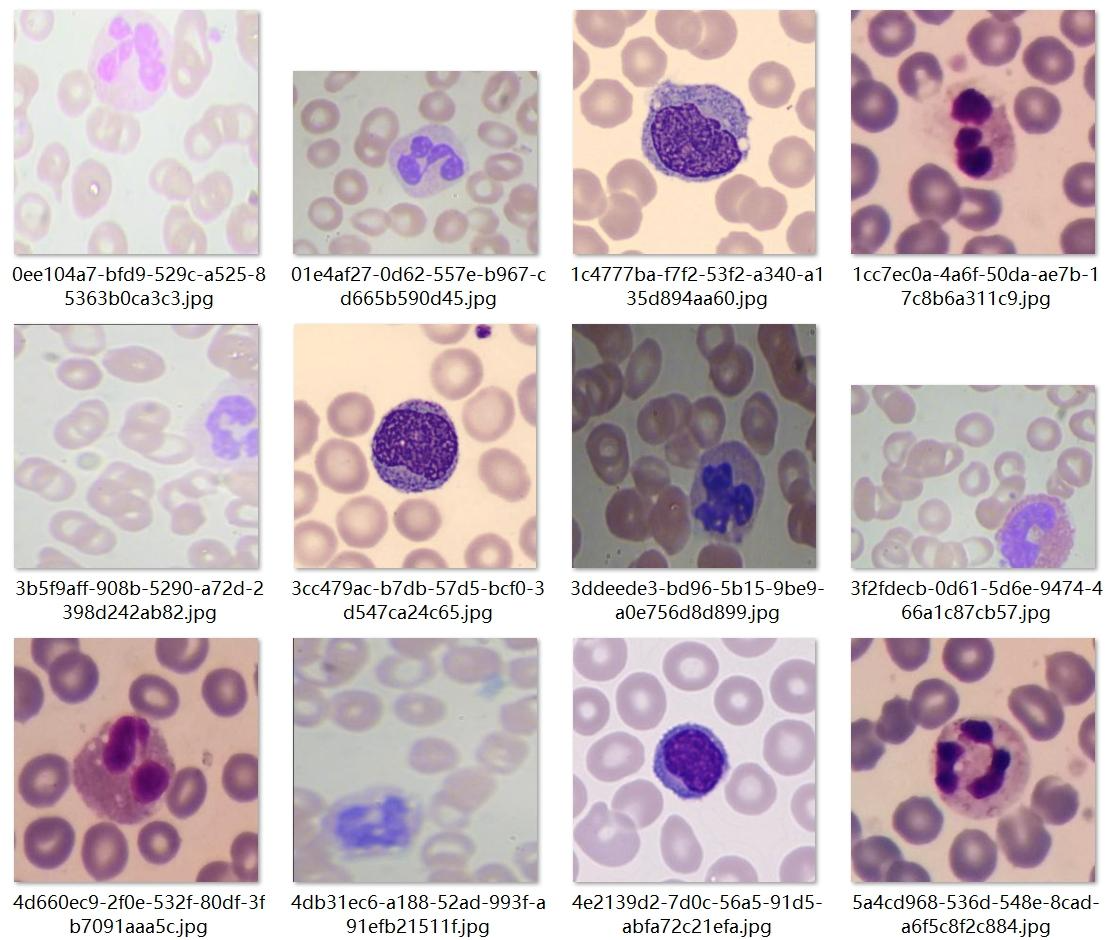 0ee104a7-bfd9-529c-a525-8
5363b0ca3c3.jpg
01e4af27-0d62-557e-b967-c
d665b590d45.jpg
1c4777ba-f7f2-53f2-a340-a1
35d894aa60.jpg
1cc7ec0a-4a6f-50da-ae7b-1
7c8b6a311c9.jpg
3b5f9aff-908b-5290-a72d-2
398d242ab82.jpg
3cc479ac-b7db-57d5-bcf0-3
d547ca24c65.jpg
3ddeede3-bd96-5b15-9be9-
a0e756d8d899.jpg
3f2fdecb-0d61-5d6e-9474-4
66a1c87cb57.jpg
4d660ec9-2f0e-532f-80df-3f
b7091aaa5c.jpg
4db31ec6-a188-52ad-993f-a
91efb21511f.jpg
4e2139d2-7d0c-56a5-91d5-
abfa72c21efa.jpg
5a4cd968-536d-548e-8cad-
a6f5c8f2c884.jpg